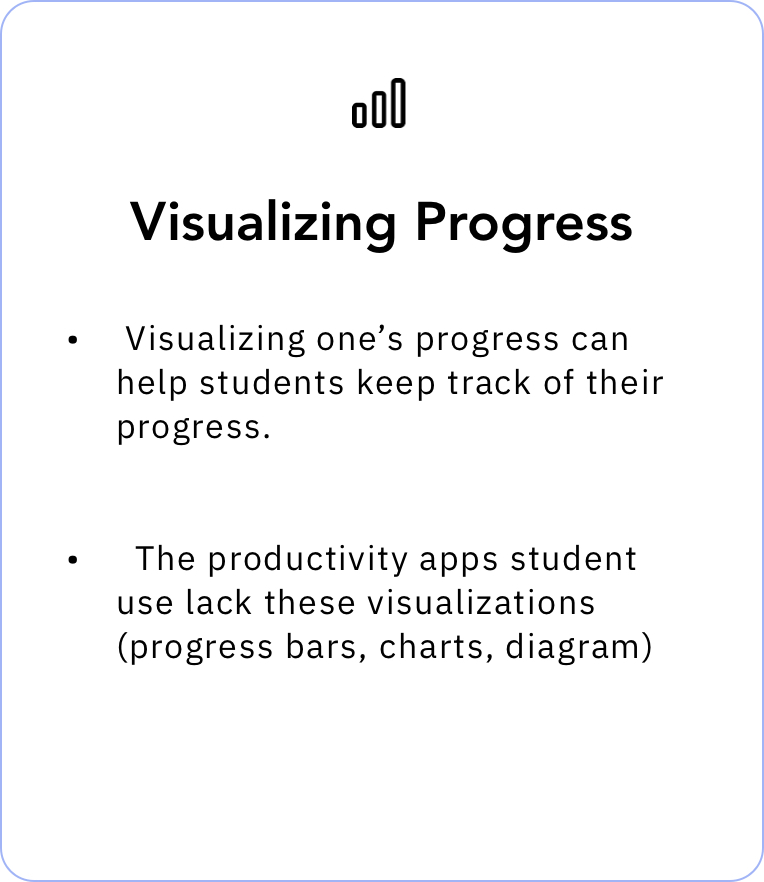 Visualizing Progress
• Visualizing one’s progress can
help students keep track of their
progress.
• The productivity apps student
use lack these visualizations
(progress bars, charts, diagram)